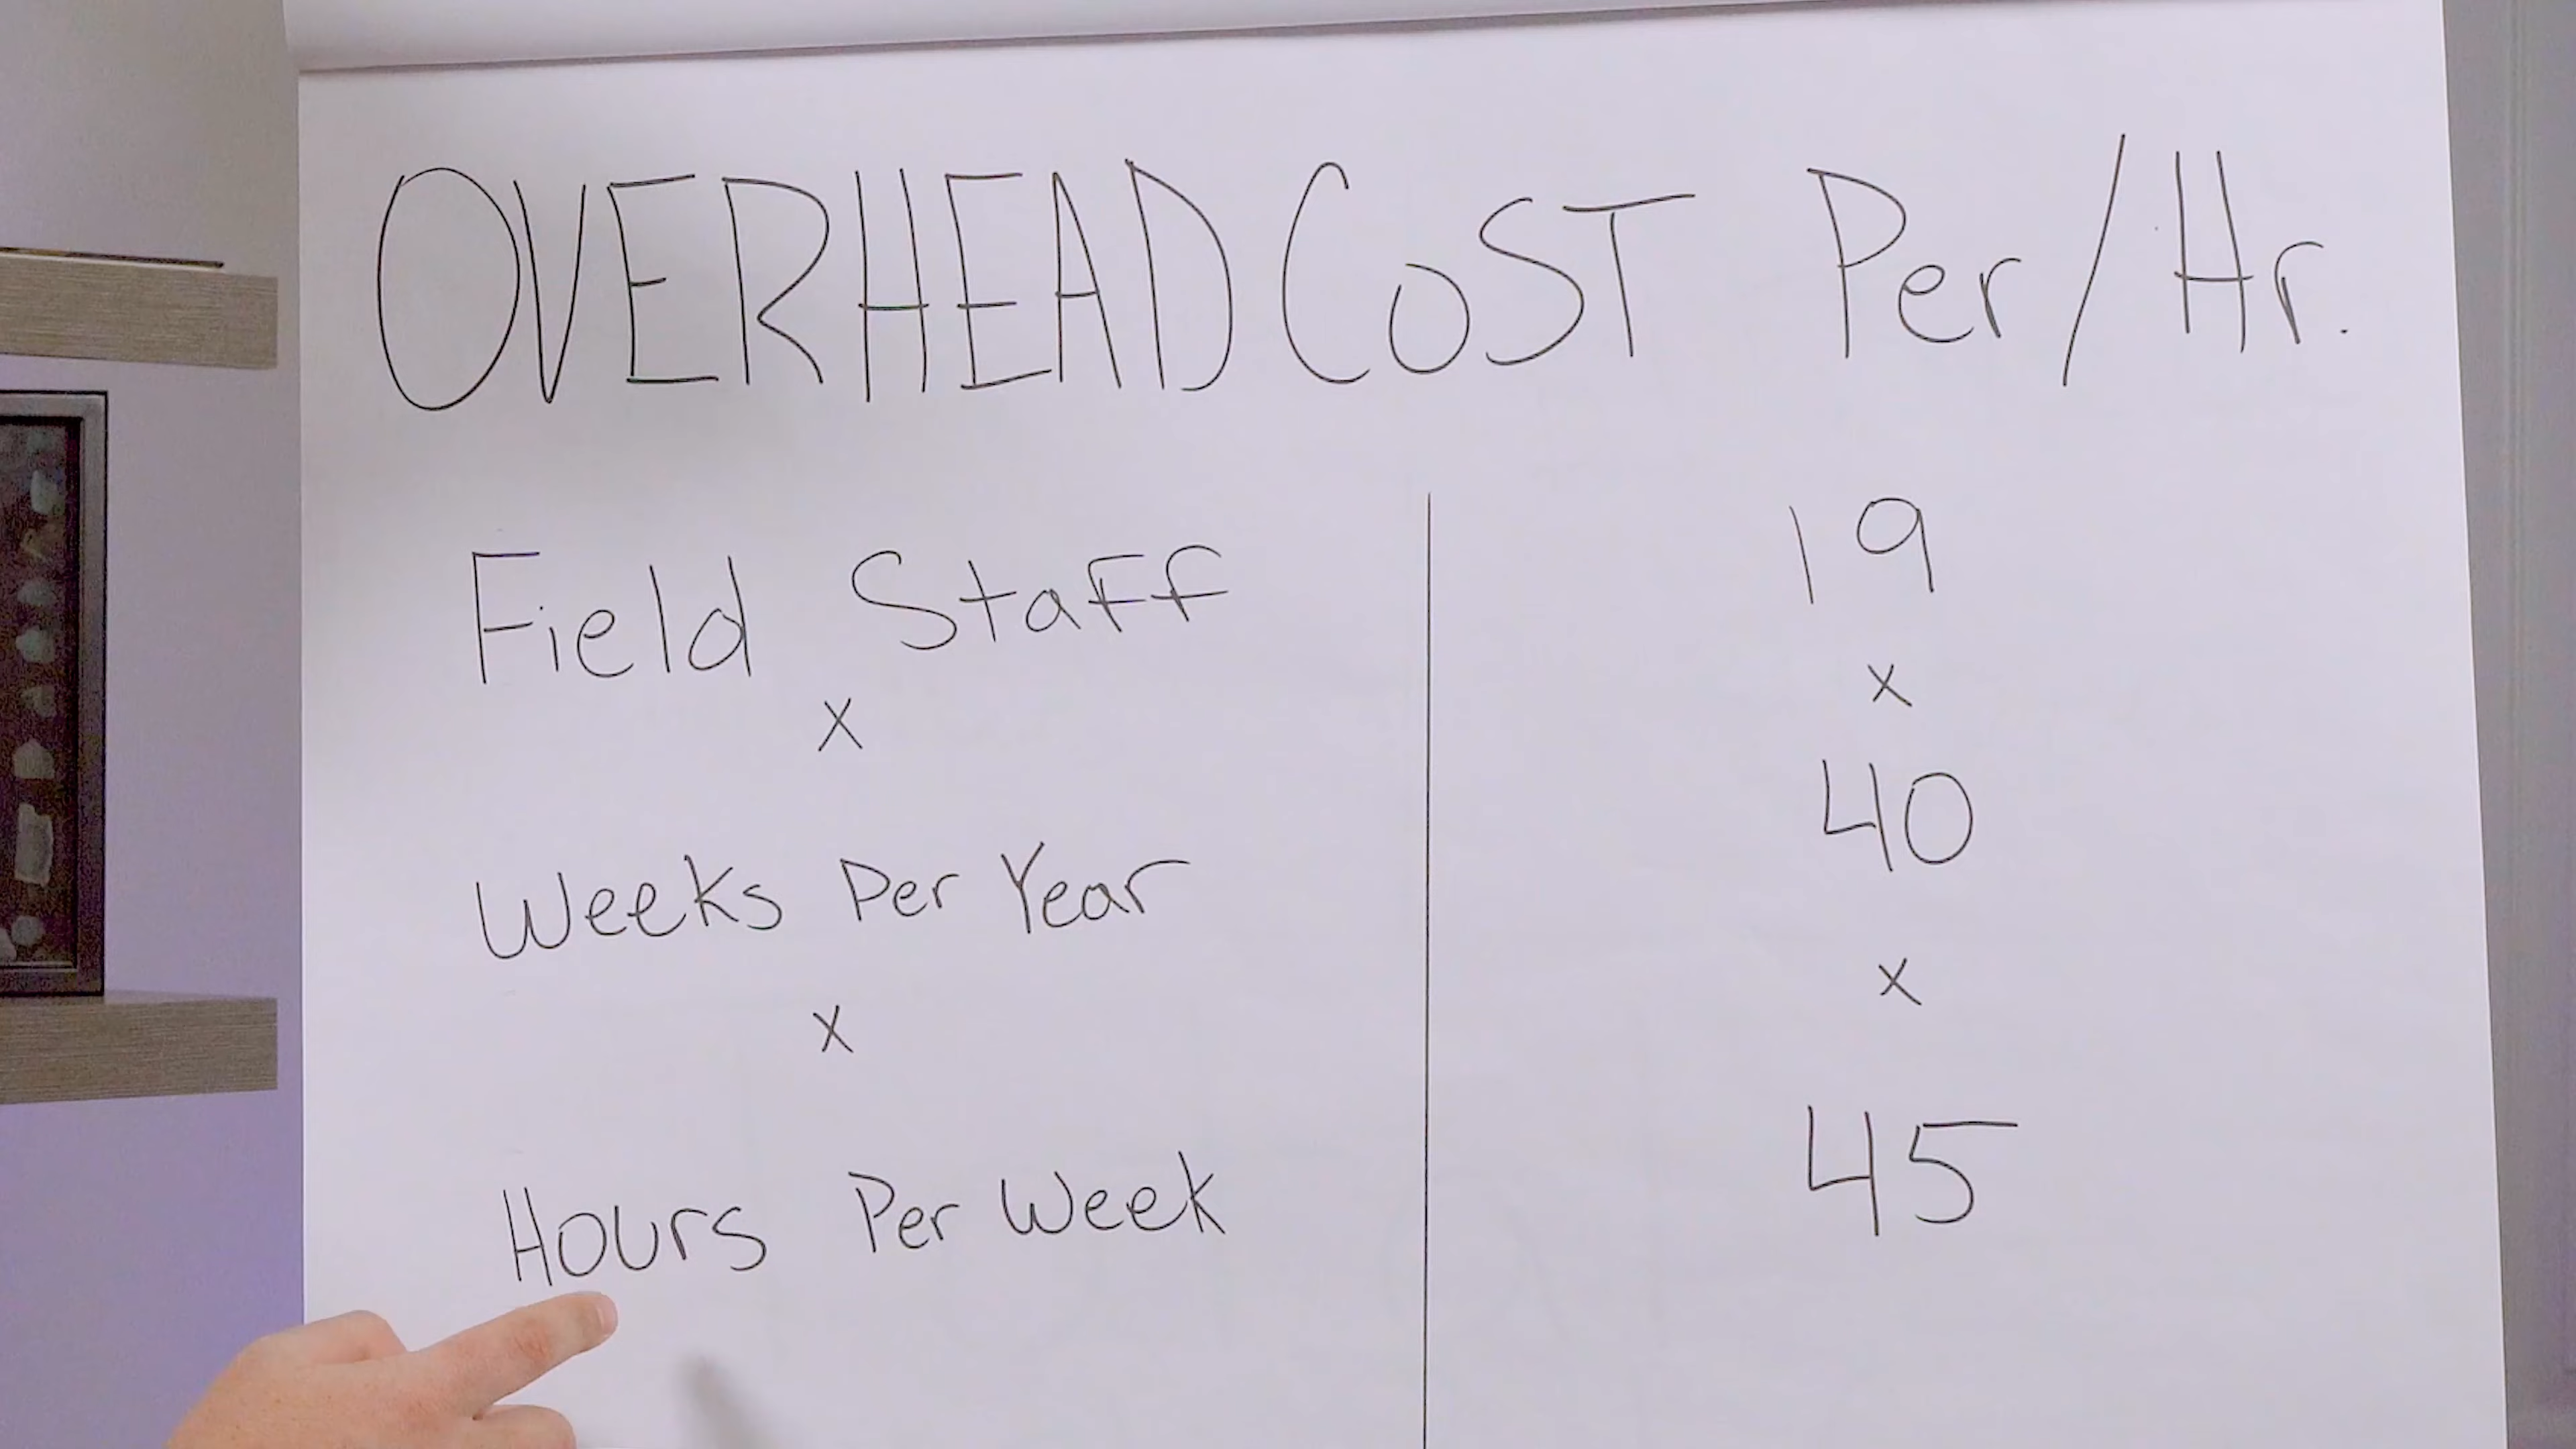 OVERHEAD COST Per/Hr.
Field Staff
19
x
x
Weeks Per Year
40
x
x
Hours Per Week
45